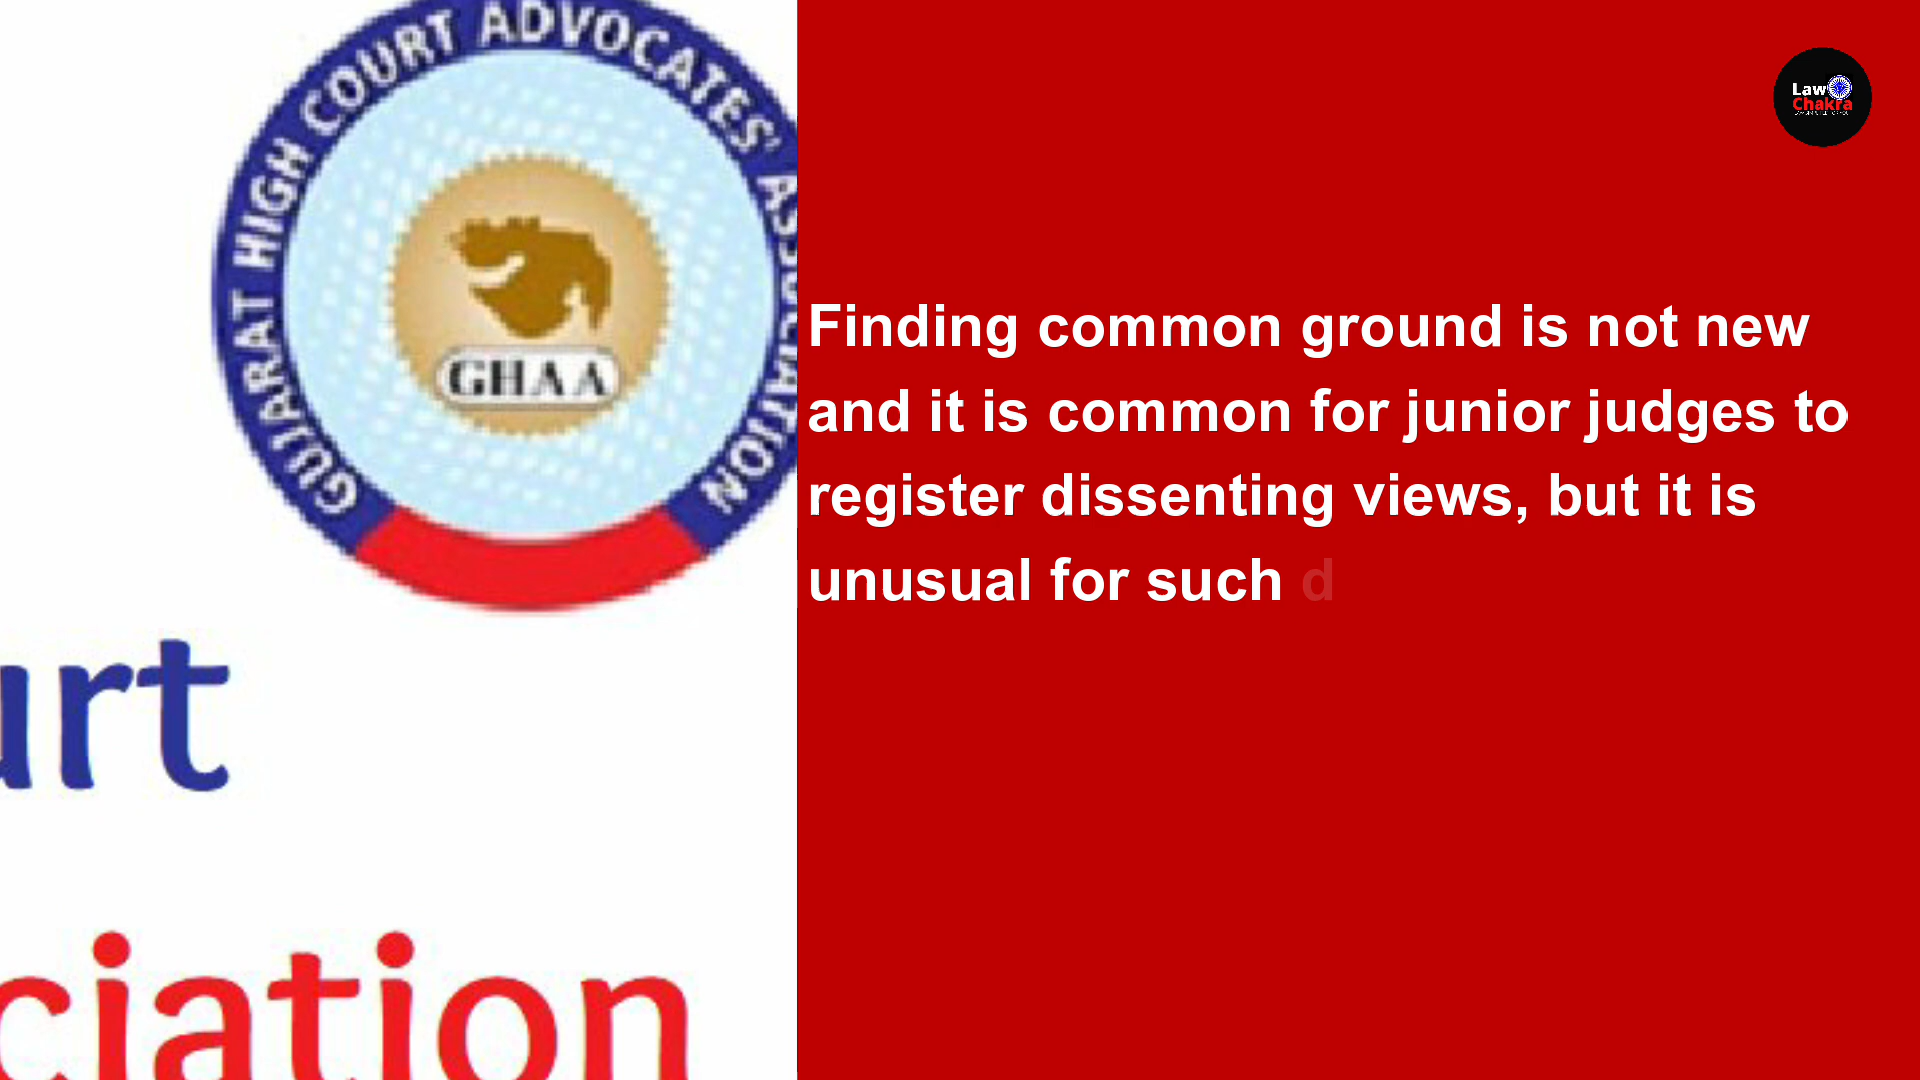 GUJARAT HIGH COURT ADVOCATES' ASSOCIATION
GHAA
urt
ciation
Law
Chakra
Finding common ground is not new
and it is common for junior judges to
register dissenting views, but it is
unusual for such d